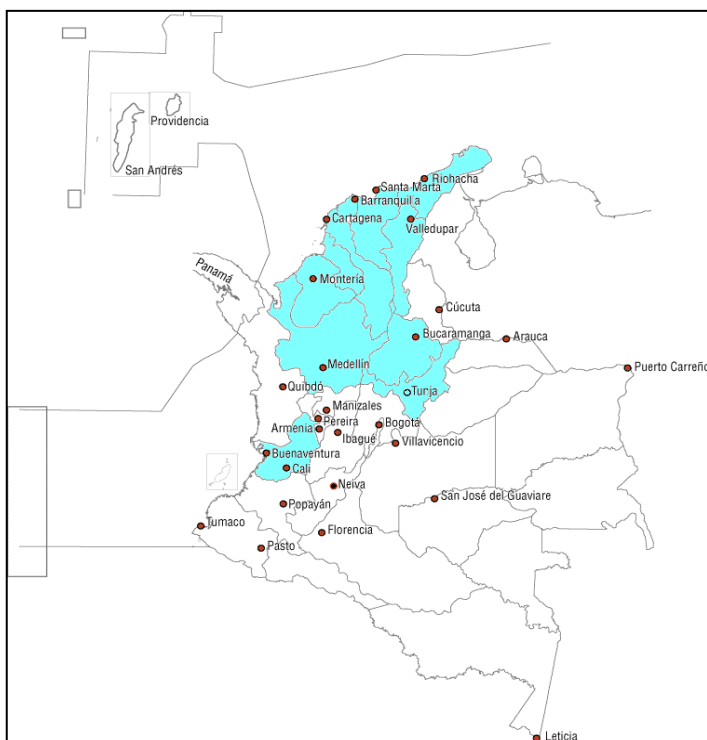 Providencia
San Andrés
Riohacha
Santa Marta
Barranquilla
Cartagena
Valledupar
Panamá
Montería
Cúcuta
Bucaramanga
Arauca
Medellín
Puerto Carreño
Quibdó
Tunja
Manizales
Pereira
Bogotá
Armenia
Ibagué
Villavicencio
Buenaventura
Cali
Neiva
San José del Guaviare
Popayán
Tumaco
Florencia
Pasto
Leticia